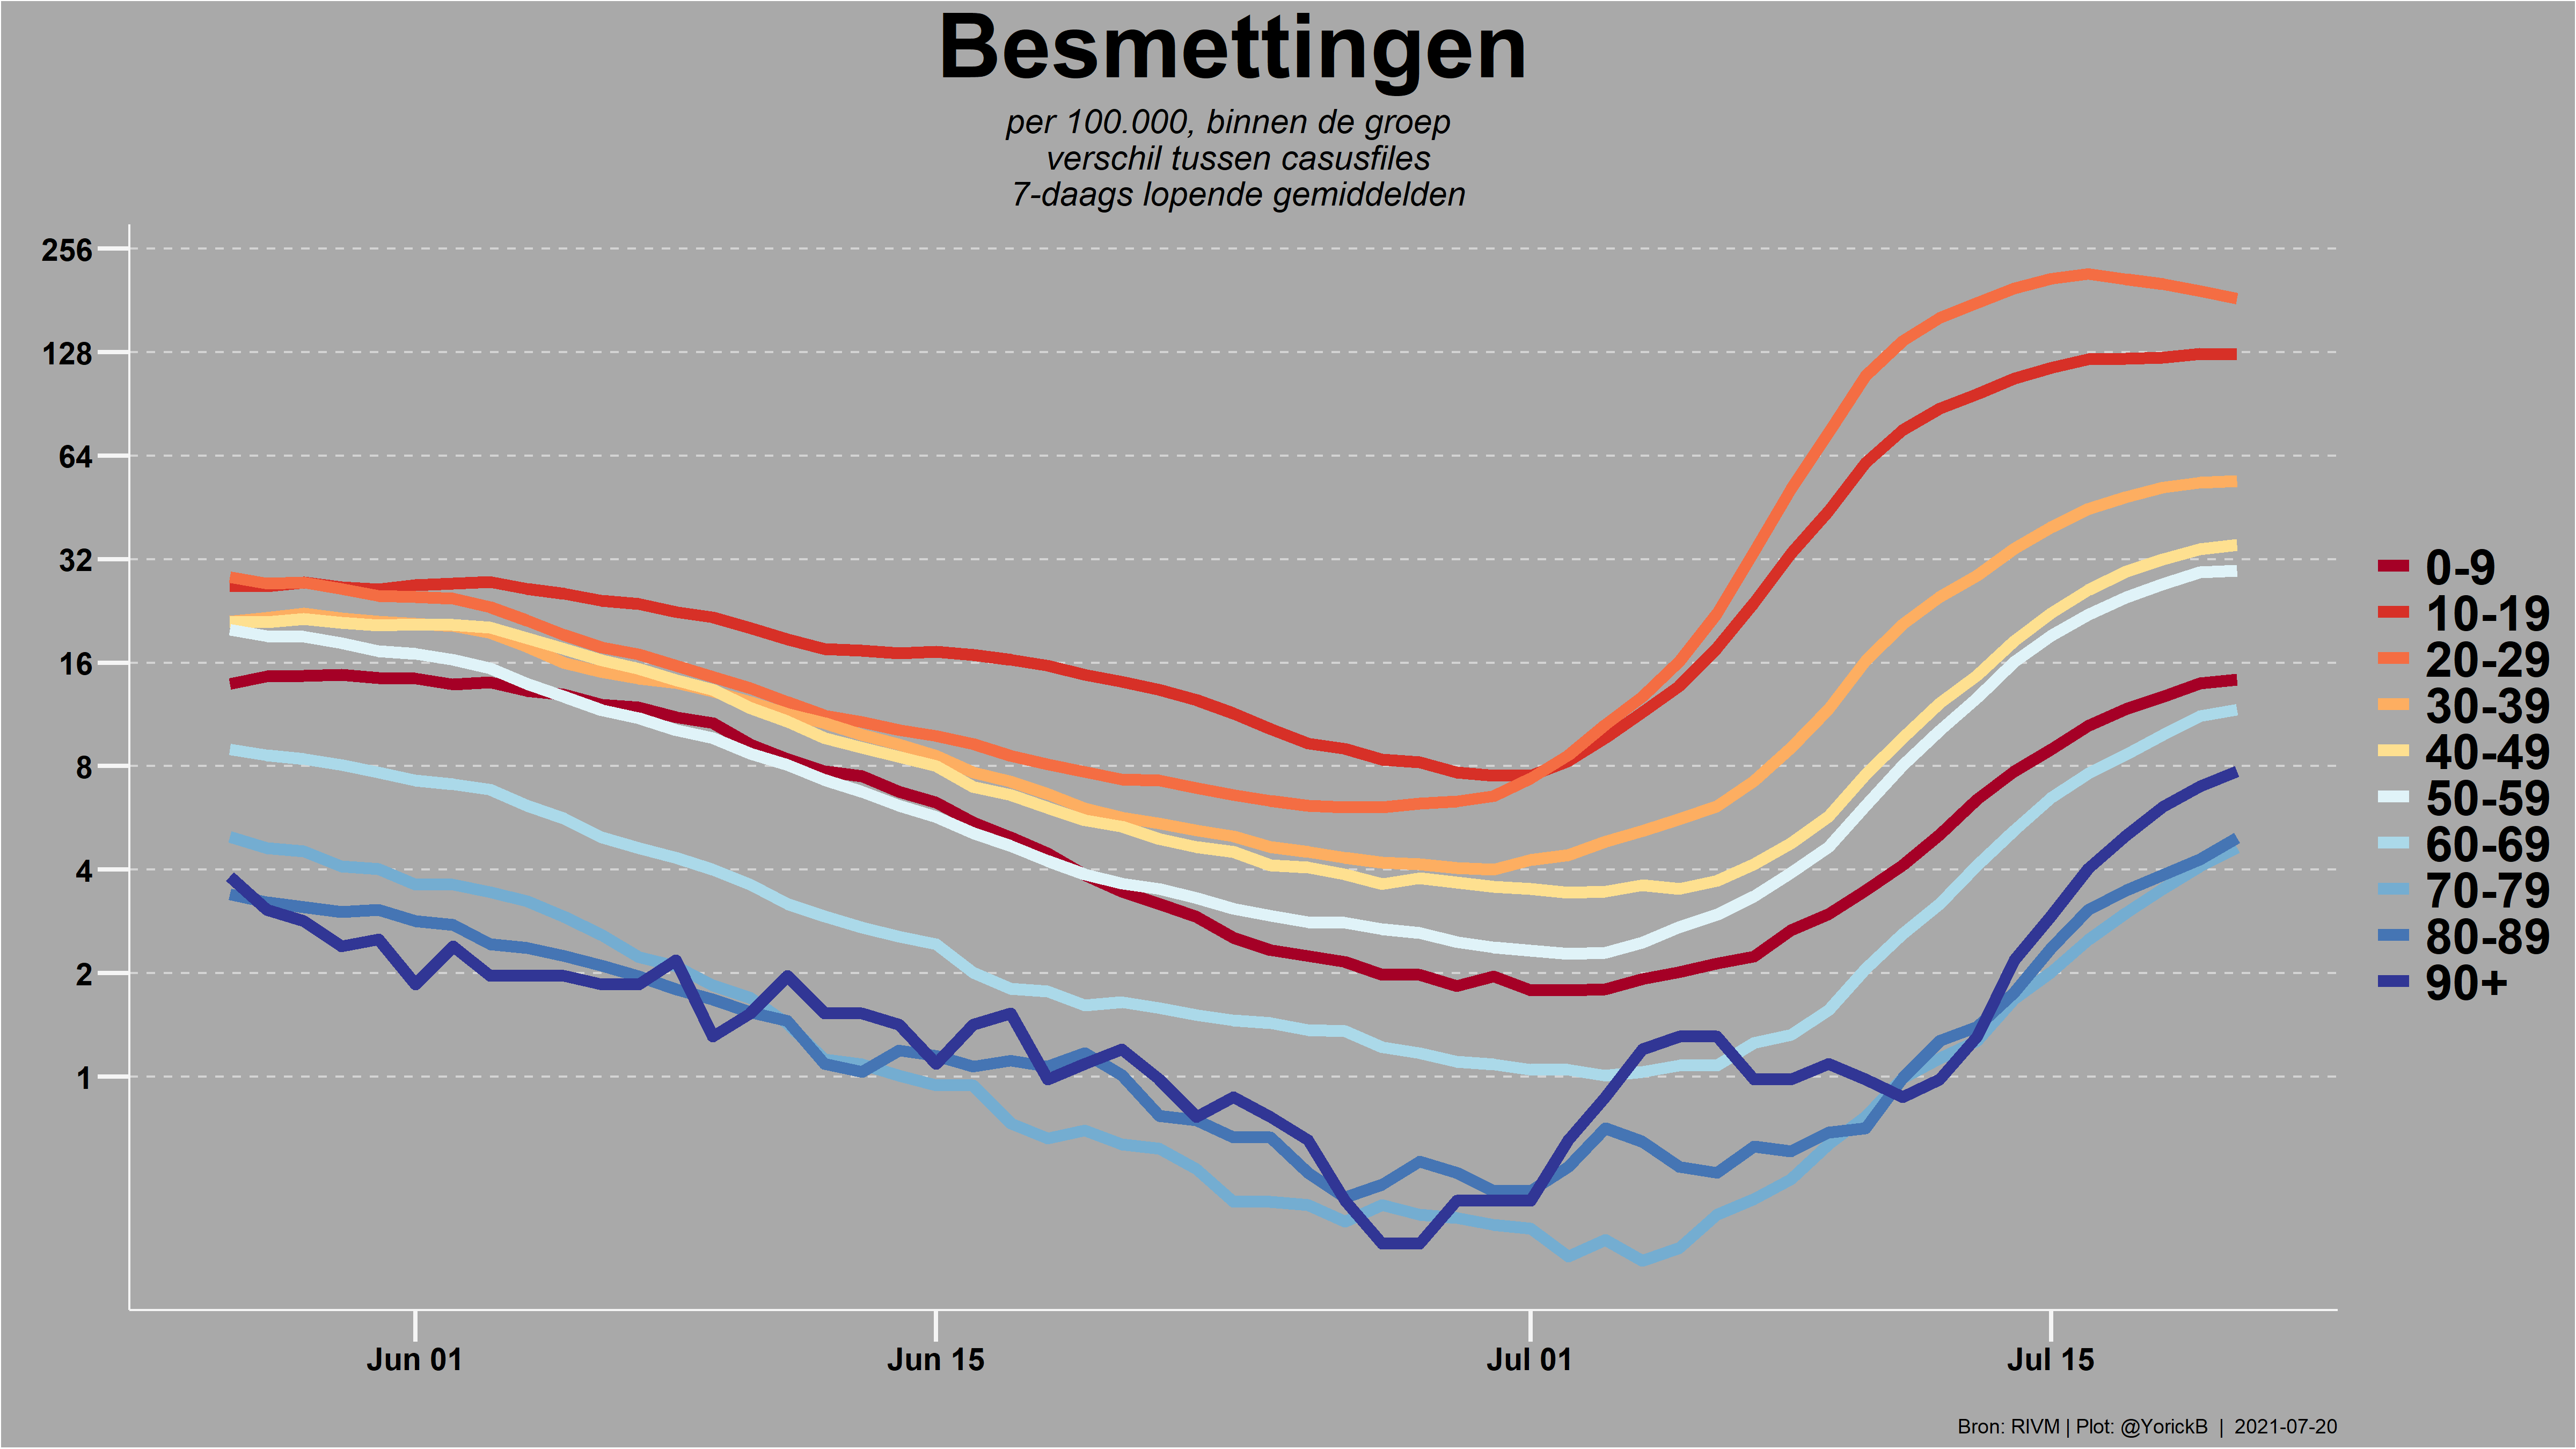 Besmettingen
per 100.000, binnen de groep
verschil tussen casusfiles
7-daags lopende gemiddelden
256
128
64
32
16
8
4
2
1
0-9
10-19
20-29
30-39
40-49
50-59
60-69
70-79
80-89
90+
Jun 01
Jun 15
Jul 01
Jul 15
Bron: RIVM | Plot: @YorickB | 2021-07-20